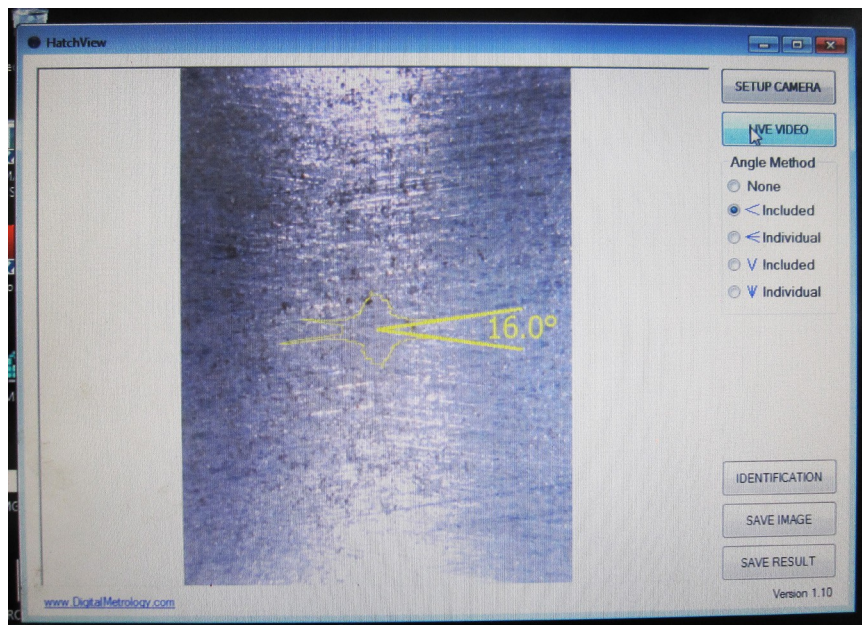 HatchView
SETUP CAMERA
LIVE VIDEO
Angle Method
None
< Included
Individual
V Included
Individual
16.0°
IDENTIFICATION
SAVE IMAGE
SAVE RESULT
www.DigitalMetrology.com
Version 1.10